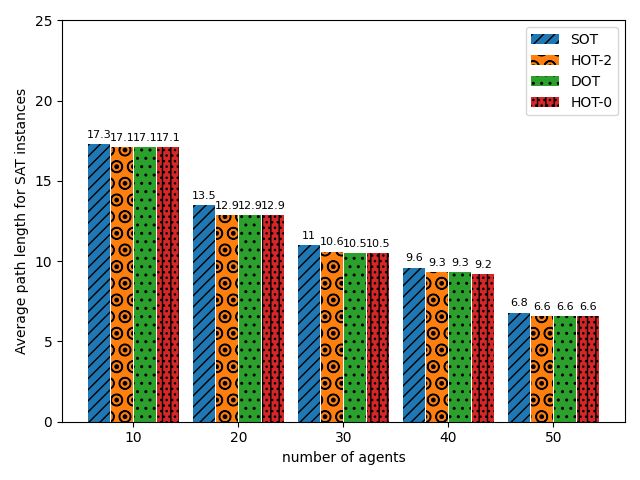 25
20
15
10
5
0
Average path length for SAT instances
SOT
HOT-2
DOT
HOT-0
17.3 17.1 17.1 17.1
13.5 12.9 12.9 12.9
11 10.6 10.5 10.5
9.6 9.3 9.3 9.2
6.8 6.6 6.6 6.6
10 20 30 40 50
number of agents